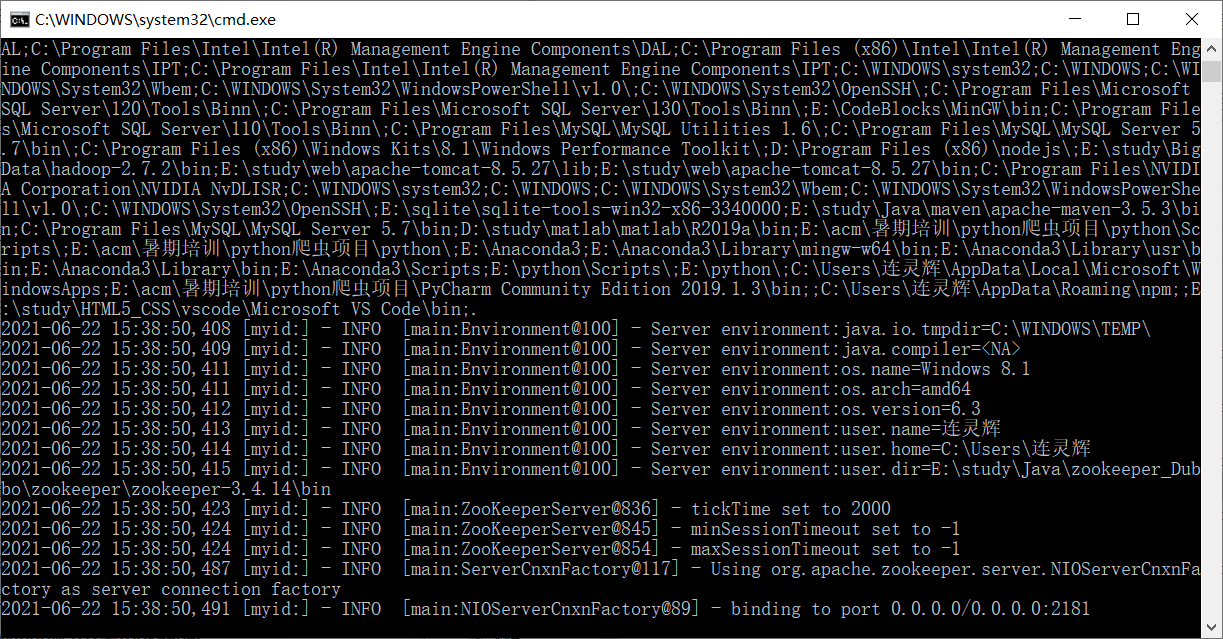 C:\WINDOWS\system32\cmd.exe
AL;C:\Program Files\Intel\Intel(R) Management Engine Components\DAL;C:\Program Files (x86)\Intel\Intel(R) Management Eng
ine Components\IPT;C:\Program Files\Intel\Intel(R) Management Engine Components\IPT;C:\WINDOWS\system32;C:\WINDOWS;C:\WI
NDOWS\System32\Wbem;C:\WINDOWS\System32\WindowsPowerShell\v1.0\;C:\WINDOWS\System32\OpenSSH\;C:\Program Files\Microsoft
SQL Server\120\Tools\Binn\;C:\Program Files\Microsoft SQL Server\130\Tools\Binn\;E:\CodeBlocks\MinGW\bin;C:\Program File
s\Microsoft SQL Server\110\Tools\Binn\;C:\Program Files\MySQL\MySQL Utilities 1.6\;C:\Program Files\MySQL\MySQL Server 5
.7\bin\;C:\Program Files (x86)\Windows Kits\8.1\Windows Performance Toolkit\;D:\Program Files (x86)\nodejs\;E:\study\Big
Data\hadoop-2.7.2\bin;E:\study\web\apache-tomcat-8.5.27\lib;E:\study\web\apache-tomcat-8.5.27\bin;C:\Program Files\NVIDI
A Corporation\NVIDIA NvDLISR;C:\WINDOWS\system32;C:\WINDOWS;C:\WINDOWS\System32\Wbem;C:\WINDOWS\System32\WindowsPowerShe
ll\v1.0\;C:\WINDOWS\System32\OpenSSH\;E:\sqlite\sqlite-tools-win32-x86-3340000;E:\study\Java\maven\apache-maven-3.5.3\bi
n;C:\Program Files\MySQL\MySQL Server 5.7\bin;D:\study\matlab\matlab\R2019a\bin;E:\acm\暑期培训\python爬虫项目\python\Sc
ripts\;E:\acm\暑期培训\python爬虫项目\python\;E:\Anaconda3;E:\Anaconda3\Library\mingw-w64\bin;E:\Anaconda3\Library\usr\b
in;E:\Anaconda3\Library\bin;E:\Anaconda3\Scripts;E:\python\Scripts\;E:\python\;C:\Users\连灵辉\AppData\Local\Microsoft\W
indowsApps;E:\acm\暑期培训\python爬虫项目\PyCharm Community Edition 2019.1.3\bin;;C:\Users\连灵辉\AppData\Roaming\npm;;E
:\study\HTML5_CSS\vscode\Microsoft VS Code\bin;.
2021-06-22 15:38:50,408 [myid:] - INFO  [main:Environment@100] - Server environment:java.io.tmpdir=C:\WINDOWS\TEMP\
2021-06-22 15:38:50,409 [myid:] - INFO  [main:Environment@100] - Server environment:java.compiler=<NA>
2021-06-22 15:38:50,411 [myid:] - INFO  [main:Environment@100] - Server environment:os.name=Windows 8.1
2021-06-22 15:38:50,411 [myid:] - INFO  [main:Environment@100] - Server environment:os.arch=amd64
2021-06-22 15:38:50,412 [myid:] - INFO  [main:Environment@100] - Server environment:os.version=6.3
2021-06-22 15:38:50,413 [myid:] - INFO  [main:Environment@100] - Server environment:user.name=连灵辉
2021-06-22 15:38:50,414 [myid:] - INFO  [main:Environment@100] - Server environment:user.home=C:\Users\连灵辉
2021-06-22 15:38:50,415 [myid:] - INFO  [main:Environment@100] - Server environment:user.dir=E:\study\Java\zookeeper_Dub
bo\zookeeper\zookeeper-3.4.14\bin
2021-06-22 15:38:50,423 [myid:] - INFO  [main:ZooKeeperServer@836] - tickTime set to 2000
2021-06-22 15:38:50,424 [myid:] - INFO  [main:ZooKeeperServer@845] - minSessionTimeout set to -1
2021-06-22 15:38:50,424 [myid:] - INFO  [main:ZooKeeperServer@854] - maxSessionTimeout set to -1
2021-06-22 15:38:50,487 [myid:] - INFO  [main:ServerCnxnFactory@117] - Using org.apache.zookeeper.server.NIOServerCnxnFa
ctory as server connection factory
2021-06-22 15:38:50,491 [myid:] - INFO  [main:NIOServerCnxnFactory@89] - binding to port 0.0.0.0/0.0.0.0:2181